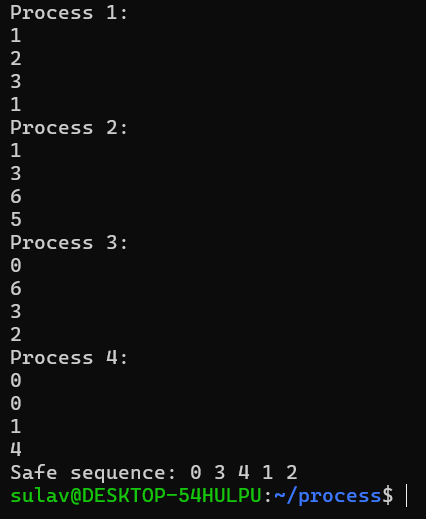 Process 1:
1
2
3
1
Process 2:
1
3
6
5
Process 3:
0
6
3
2
Process 4:
0
0
1
4
Safe sequence: 0 3 4 1 2
sulav@DESKTOP-54HULPU:~/process$